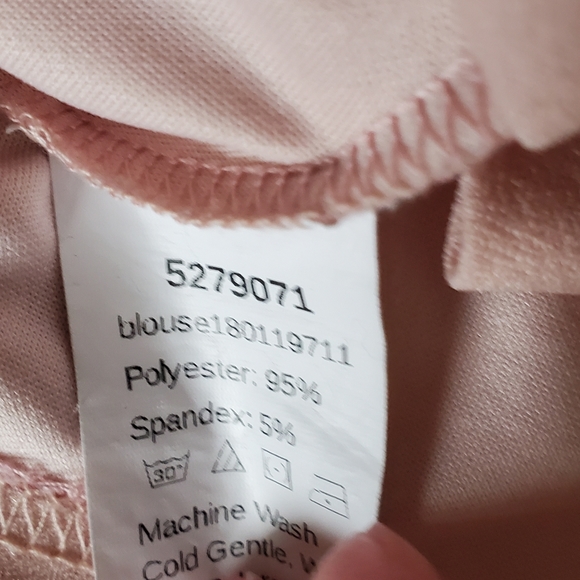 5279071
blouse180119711
Polyester: 95%
Spandex: 5%
30°
Machine Wash
Cold Gentle,